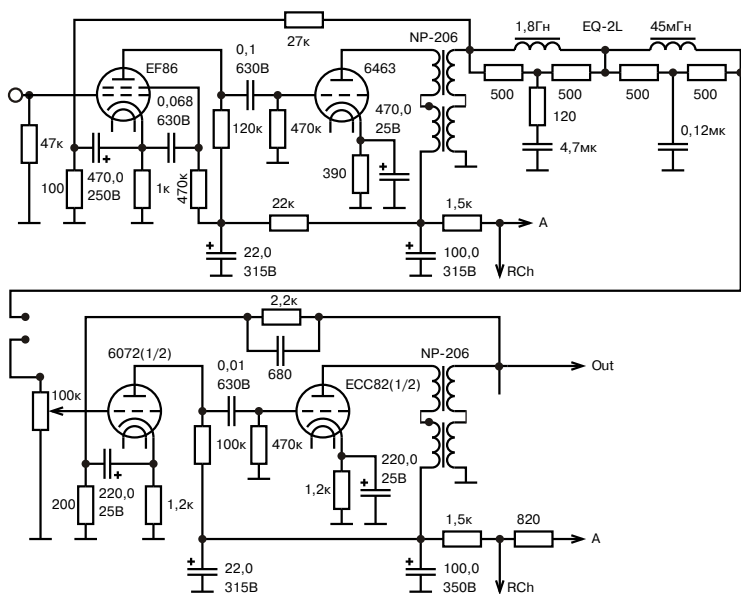 27к
NP-206
1,8Гн
EQ-2L
45мГн
0,1
630В
EF86
6463
0,068
630В
470,0
25В
500
500
500
500
120
4,7мк
0,12мк
47к
120к
470к
390
100
470,0
250В
1к
470к
22к
1,5к
A
22,0
315В
100,0
315В
RCh
2,2к
680
6072(1/2)
0,01
630В
ECC82(1/2)
NP-206
Out
100к
100к
470к
220,0
25В
1,2к
200
220,0
25В
1,2к
1,5к
820
A
22,0
315В
100,0
350В
RCh